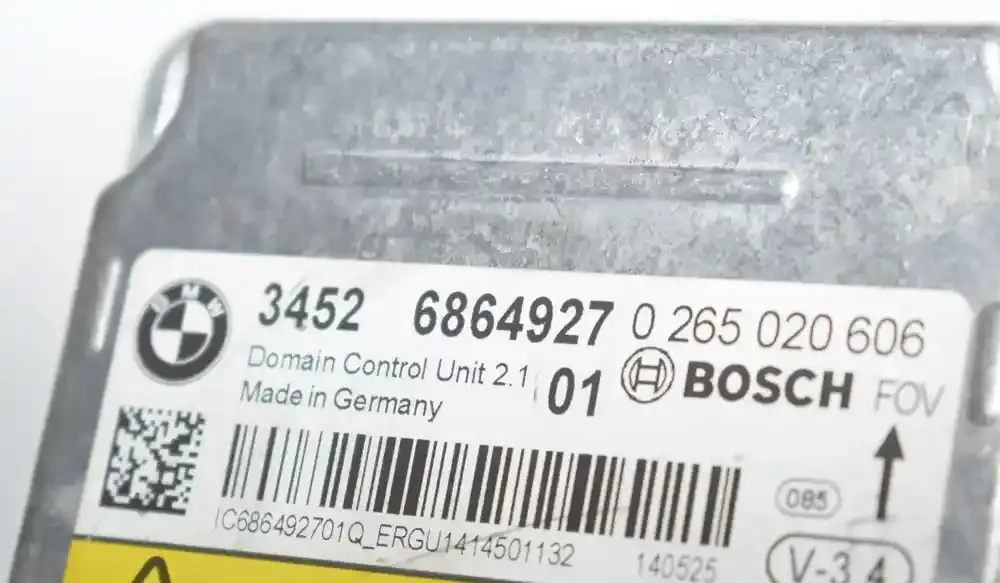 BMW
3452 6864927 0 265 020 606
Domain Control Unit 2.1 01 BOSCH FOV
Made in Germany
085
IC686492701Q_ERGU1414501132 140525
V-3.4